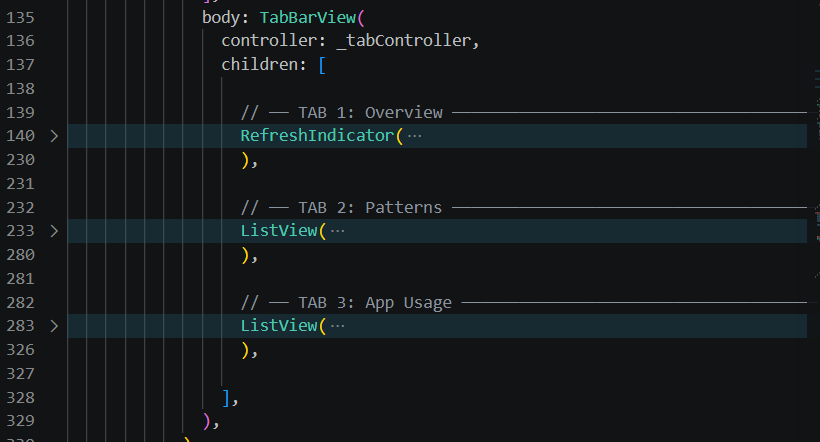 135 body: TabBarView(
136 controller: _tabController,
137 children: [
138
139 // —— TAB 1: Overview ————————————————————
140 > RefreshIndicator( ···
230 ),
231
232 // —— TAB 2: Patterns ————————————————————
233 > ListView( ···
280 ),
281
282 // —— TAB 3: App Usage ————————————————————
283 > ListView( ···
326 ),
327
328 ],
329 ),